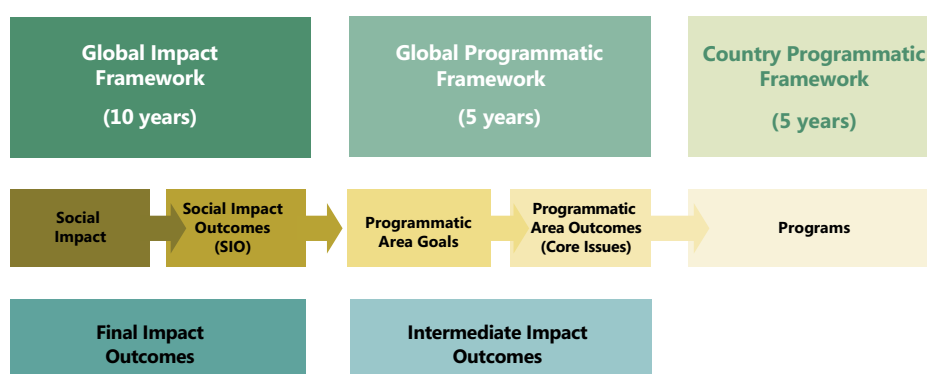 Global Impact
Framework
(10 years)
Global Programmatic
Framework
(5 years)
Country Programmatic
Framework
(5 years)
Social
Impact
Social Impact
Outcomes
(SIO)
Programmatic
Area Goals
Programmatic
Area Outcomes
(Core Issues)
Programs
Final Impact
Outcomes
Intermediate Impact
Outcomes